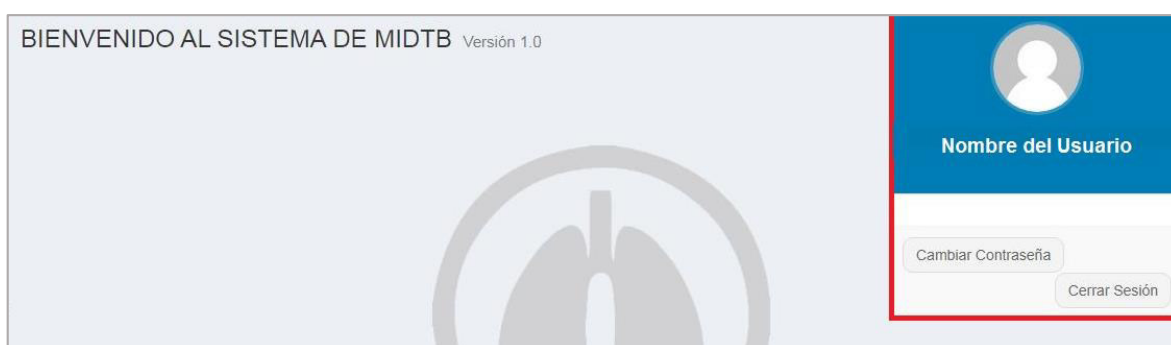 BIENVENIDO AL SISTEMA DE MIDTB Versión 1.0
Nombre del Usuario
Cambiar Contraseña
Cerrar Sesión